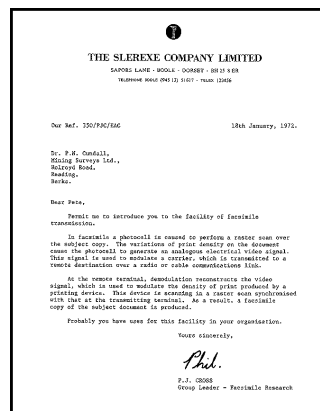 THE SLEREXE COMPANY LIMITED
SAPORS LANE - BOOLE - DORSET - BH 25 8 ER
TELEPHONE BOOLE (945 13) 51617 - TELEX 123456
Our Ref. 350/PJC/EAC 18th January, 1972.
Dr. P.N. Cundall,
Mining Surveys Ltd.,
Holroyd Road,
Reading,
Berks.
Dear Pete,
Permit me to introduce you to the facility of facsimile
transmission.
In facsimile a photocell is caused to perform a raster scan over
the subject copy. The variations of print density on the document
cause the photocell to generate an analogous electrical video signal.
This signal is used to modulate a carrier, which is transmitted to a
remote destination over a radio or cable communications link.
At the remote terminal, demodulation reconstructs the video
signal, which is used to modulate the density of print produced by a
printing device. This device is scanning in a raster scan synchronised
with that at the transmitting terminal. As a result, a facsimile
copy of the subject document is produced.
Probably you have uses for this facility in your organisation.
Yours sincerely,
Phil.
P.J. CROSS
Group Leader - Facsimile Research